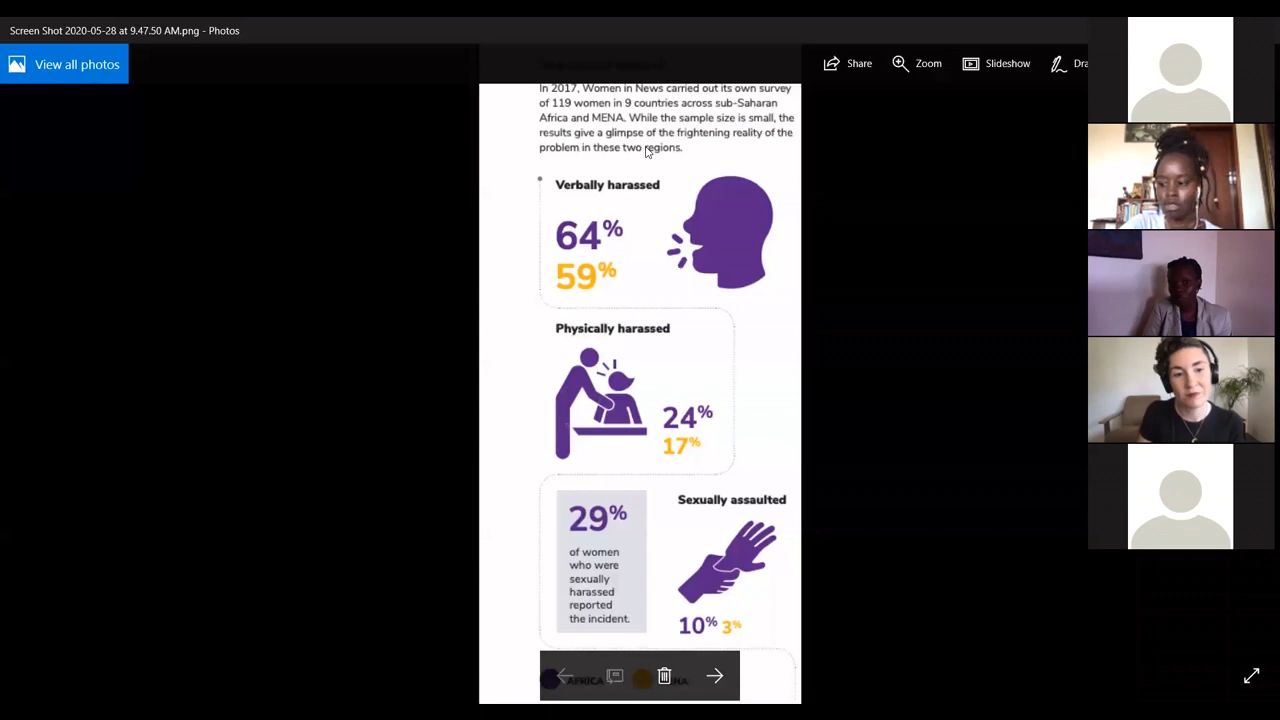 Screen Shot 2020-05-28 at 9.47.50 AM.png - Photos
View all photos
Share
Zoom
Slideshow
Dra
In 2017, Women in News carried out its own survey
of 119 women in 9 countries across sub-Saharan
Africa and MENA. While the sample size is small, the
results give a glimpse of the frightening reality of the
problem in these two regions.
Verbally harassed
64%
59%
Physically harassed
24%
17%
29%
of women
who were
sexually
harassed
reported
the incident.
Sexually assaulted
10% 3%
AFRICA